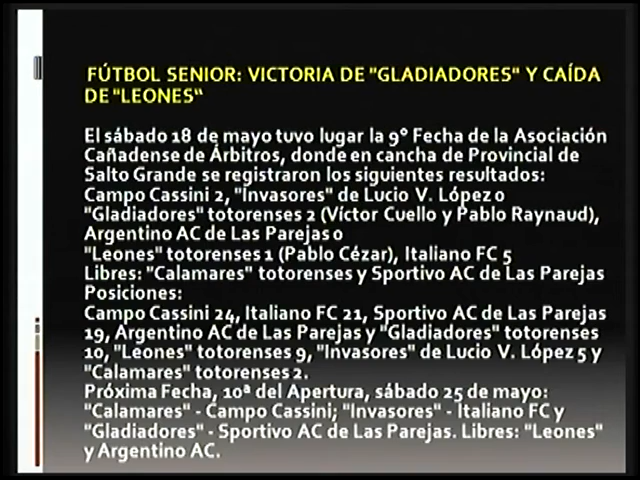 FÚTBOL SENIOR: VICTORIA DE "GLADIADORES" Y CAÍDA
DE "LEONES“
El sábado 18 de mayo tuvo lugar la 9° Fecha de la Asociación
Cañadense de Árbitros, donde en cancha de Provincial de
Salto Grande se registraron los siguientes resultados:
Campo Cassini 2, "Invasores" de Lucio V. López 0
"Gladiadores" totorenses 2 (Víctor Cuello y Pablo Raynaud),
Argentino AC de Las Parejas 0
"Leones" totorenses 1 (Pablo Cézar), Italiano FC 5
Libres: "Calamares" totorenses y Sportivo AC de Las Parejas
Posiciones:
Campo Cassini 24, Italiano FC 21, Sportivo AC de Las Parejas
19, Argentino AC de Las Parejas y "Gladiadores" totorenses
10, "Leones" totorenses 9, "Invasores" de Lucio V. López 5 y
"Calamares" totorenses 2.
Próxima Fecha, 10ª del Apertura, sábado 25 de mayo:
"Calamares" - Campo Cassini; "Invasores" - Italiano FC y
"Gladiadores" - Sportivo AC de Las Parejas. Libres: "Leones"
y Argentino AC.